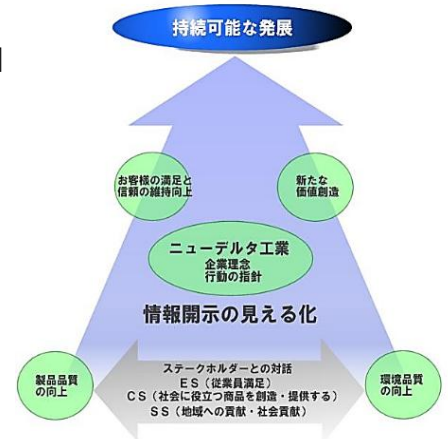 持続可能な発展
お客様の満足と
信頼の維持向上
新たな
価値創造
ニューデルタ工業
企業理念
行動の指針
情報開示の見える化
製品品質
の向上
ステークホルダーとの対話
ES（従業員満足）
CS（社会に役立つ商品を創造・提供する）
SS（地域への貢献・社会貢献）
環境品質
の向上